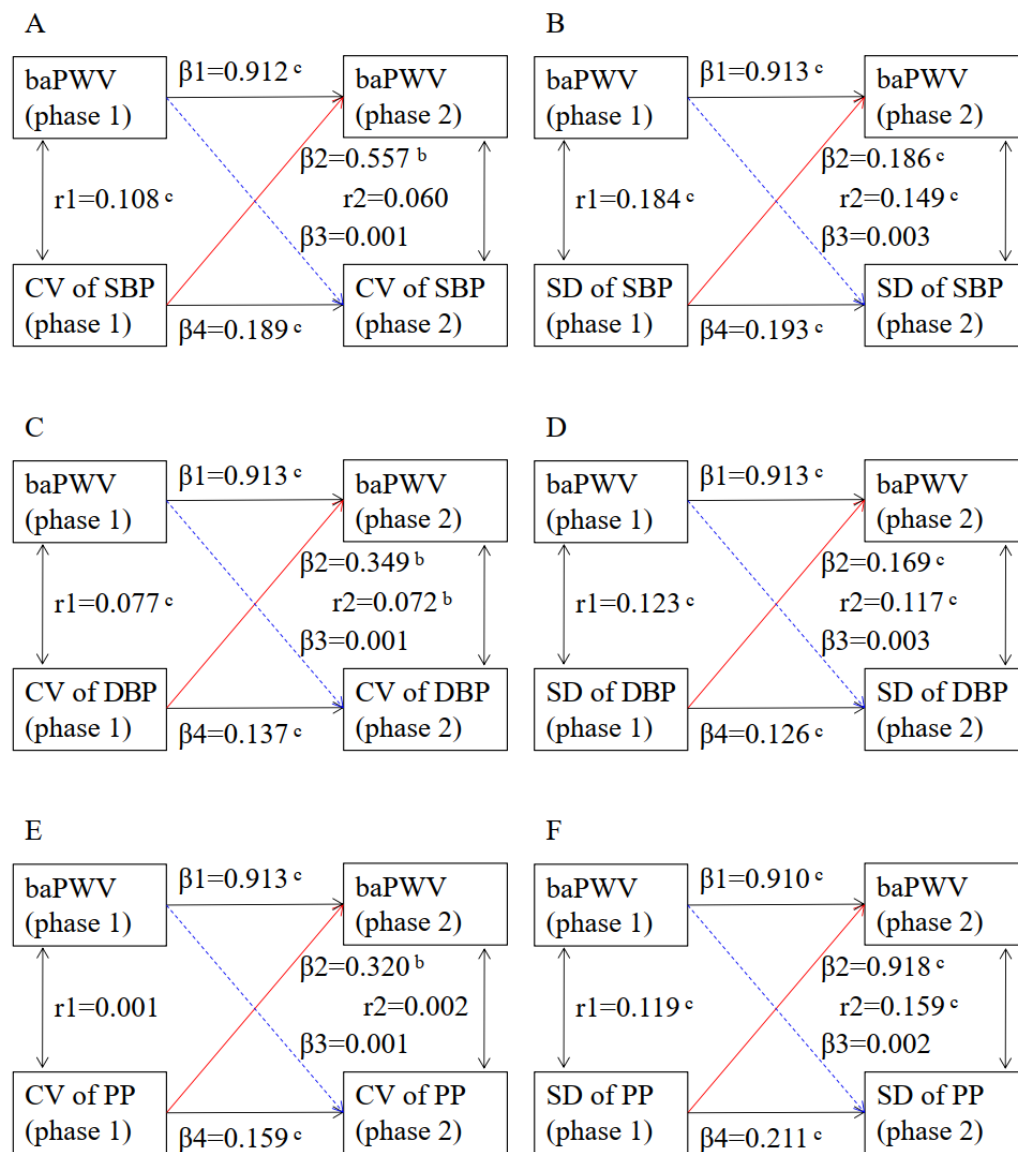 A
baPWV
(phase 1)
β1=0.912 c
baPWV
(phase 2)
r1=0.108 c
β2=0.557 b
r2=0.060
β3=0.001
CV of SBP
(phase 1)
β4=0.189 c
CV of SBP
(phase 2)
B
baPWV
(phase 1)
β1=0.913 c
baPWV
(phase 2)
r1=0.184 c
β2=0.186 c
r2=0.149 c
β3=0.003
SD of SBP
(phase 1)
β4=0.193 c
SD of SBP
(phase 2)
C
baPWV
(phase 1)
β1=0.913 c
baPWV
(phase 2)
r1=0.077 c
β2=0.349 b
r2=0.072 b
β3=0.001
CV of DBP
(phase 1)
β4=0.137 c
CV of DBP
(phase 2)
D
baPWV
(phase 1)
β1=0.913 c
baPWV
(phase 2)
r1=0.123 c
β2=0.169 c
r2=0.117 c
β3=0.003
SD of DBP
(phase 1)
β4=0.126 c
SD of DBP
(phase 2)
E
baPWV
(phase 1)
β1=0.913 c
baPWV
(phase 2)
r1=0.001
β2=0.320 b
r2=0.002
β3=0.001
CV of PP
(phase 1)
β4=0.159 c
CV of PP
(phase 2)
F
baPWV
(phase 1)
β1=0.910 c
baPWV
(phase 2)
r1=0.119 c
β2=0.918 c
r2=0.159 c
β3=0.002
SD of PP
(phase 1)
β4=0.211 c
SD of PP
(phase 2)